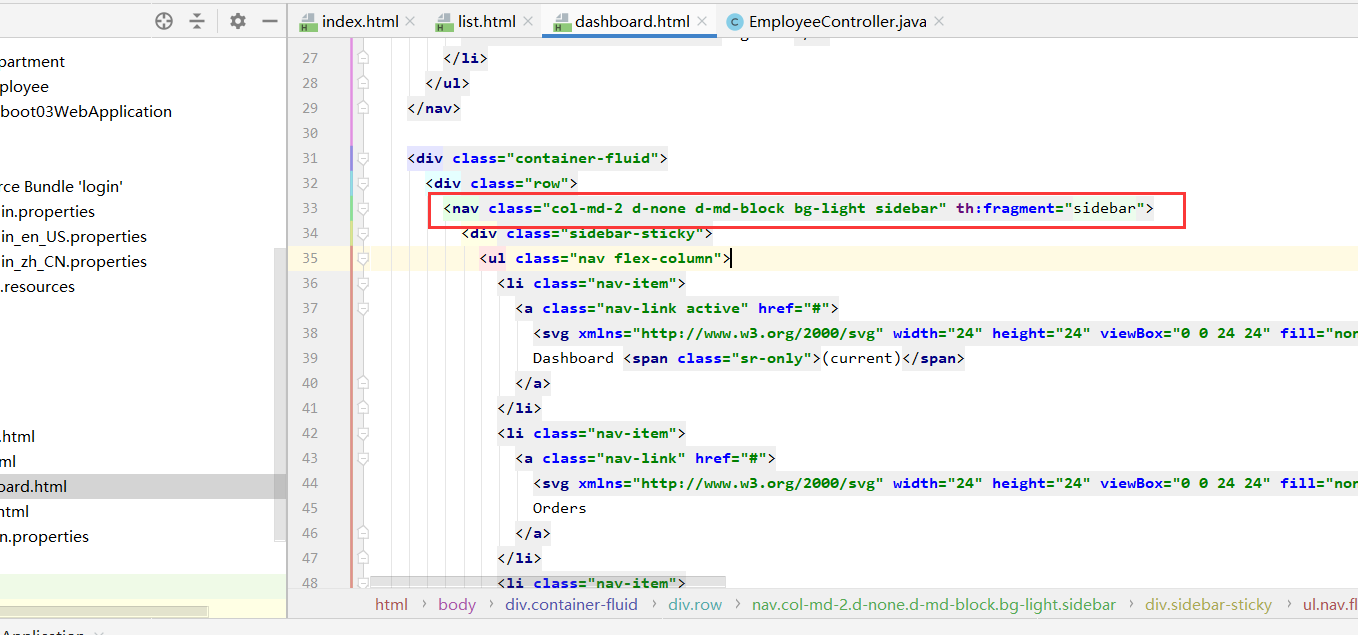 index.html list.html dashboard.html EmployeeController.java
partment
ployee
boot03WebApplication
rce Bundle 'login'
in.properties
in_en_US.properties
in_zh_CN.properties
.resources
.html
ml
oard.html
html
n.properties
27 </li>
28 </ul>
29 </nav>
30
31 <div class="container-fluid">
32 <div class="row">
33 <nav class="col-md-2 d-none d-md-block bg-light sidebar" th:fragment="sidebar">
34 <div class="sidebar-sticky">
35 <ul class="nav flex-column">
36 <li class="nav-item">
37 <a class="nav-link active" href="#">
38 <svg xmlns="http://www.w3.org/2000/svg" width="24" height="24" viewBox="0 0 24 24" fill="non
39 Dashboard <span class="sr-only">(current)</span>
40 </a>
41 </li>
42 <li class="nav-item">
43 <a class="nav-link" href="#">
44 <svg xmlns="http://www.w3.org/2000/svg" width="24" height="24" viewBox="0 0 24 24" fill="non
45 Orders
46 </a>
47 </li>
48 <li class="nav-item">
html › body › div.container-fluid › div.row › nav.col-md-2.d-none.d-md-block.bg-light.sidebar › div.sidebar-sticky › ul.nav.fl
Application